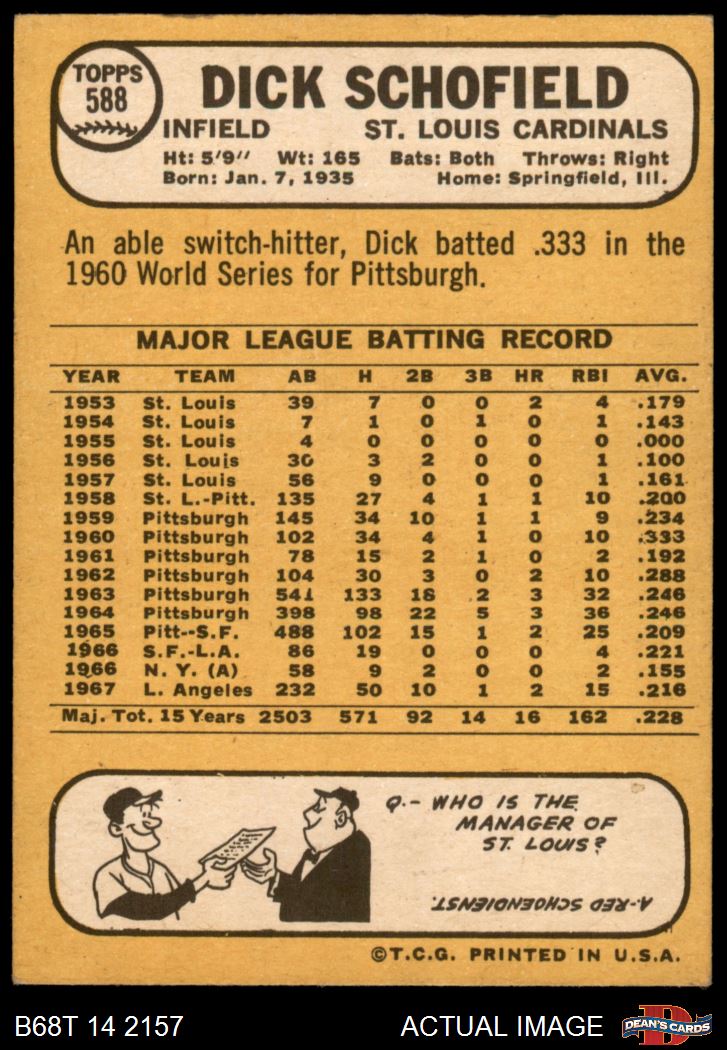 TOPPS
588
DICK SCHOFIELD
INFIELD ST. LOUIS CARDINALS
Ht: 5'9" Wt: 165 Bats: Both Throws: Right
Born: Jan. 7, 1935 Home: Springfield, Ill.
An able switch-hitter, Dick batted .333 in the
1960 World Series for Pittsburgh.
MAJOR LEAGUE BATTING RECORD
YEAR TEAM AB H 2B 3B HR RBI AVG.
1953 St. Louis 39 7 0 0 2 4 .179
1954 St. Louis 7 1 0 1 0 1 .143
1955 St. Louis 4 0 0 0 0 0 .000
1956 St. Louis 30 3 2 0 0 1 .100
1957 St. Louis 56 9 0 0 0 1 .161
1958 St. L.-Pitt. 135 27 4 1 1 10 .200
1959 Pittsburgh 145 34 10 1 1 9 .234
1960 Pittsburgh 102 34 4 1 0 10 .333
1961 Pittsburgh 78 15 2 1 0 2 .192
1962 Pittsburgh 104 30 3 0 2 10 .288
1963 Pittsburgh 541 133 18 2 3 32 .246
1964 Pittsburgh 398 98 22 5 3 36 .246
1965 Pitt--S.F. 488 102 15 1 2 25 .209
1966 S.F.-L.A. 86 19 0 0 0 4 .221
1966 N. Y. (A) 58 9 2 0 0 2 .155
1967 L. Angeles 232 50 10 1 2 15 .216
Maj. Tot. 15 Years 2503 571 92 14 16 162 .228
Q.- WHO IS THE
MANAGER OF
ST. LOUIS?
A-RED SCHOENDIENST.
©T.C.G. PRINTED IN U.S.A.
B68T 14 2157 ACTUAL IMAGE
D
DEAN'S CARDS